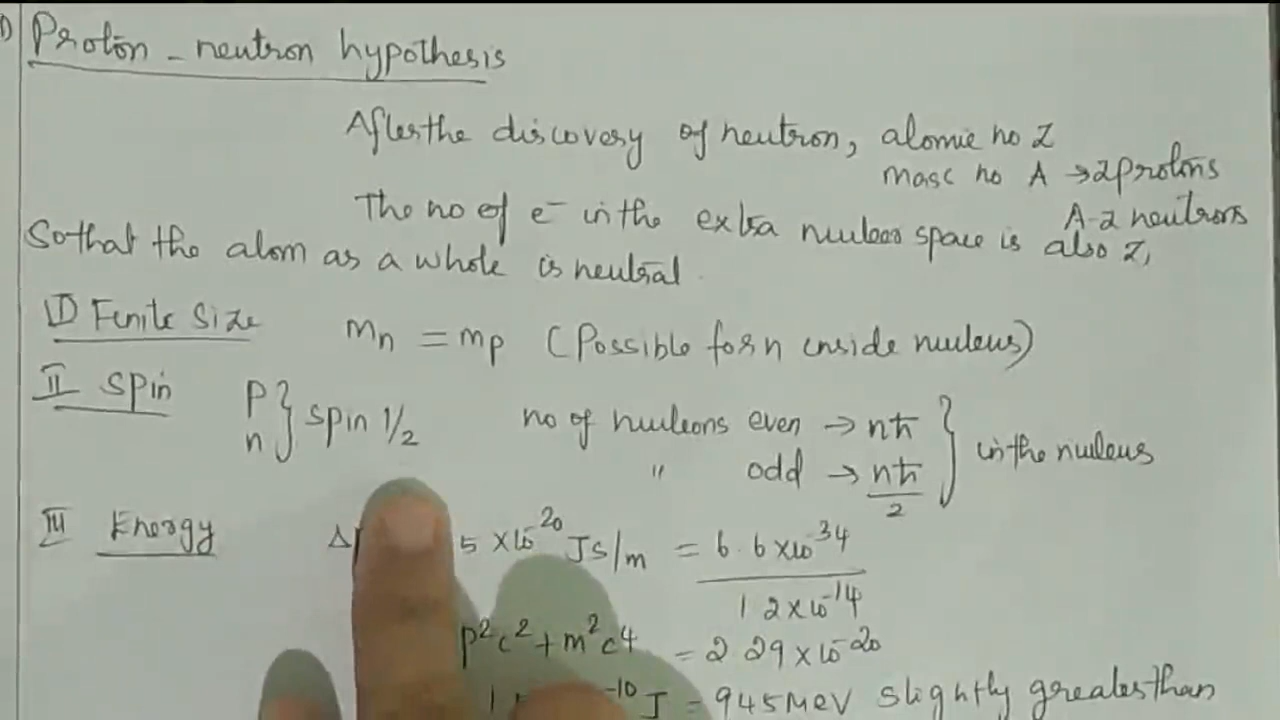 1)
Proton - neutron hypothesis
After the discovery of neutron, atomic no Z
mass no A → Z protons
A-Z neutrons
The no of e⁻ in the extra nuclear space is also Z,
So that the atom as a whole is neutral.
I) Finite Size mn = mp (Possible for n inside nucleus)
II Spin P n } spin 1/2 no of nucleons even → nħ
" odd → nħ/2 } in the nucleus
III Energy 5 × 10⁻²⁰ Js/m = 6.6 × 10⁻³⁴ / 12 × 10⁻¹⁴
P²c² + m²c⁴ = 2.29 × 10⁻²⁰
⁻¹⁰ J = 945 MeV slightly greater than